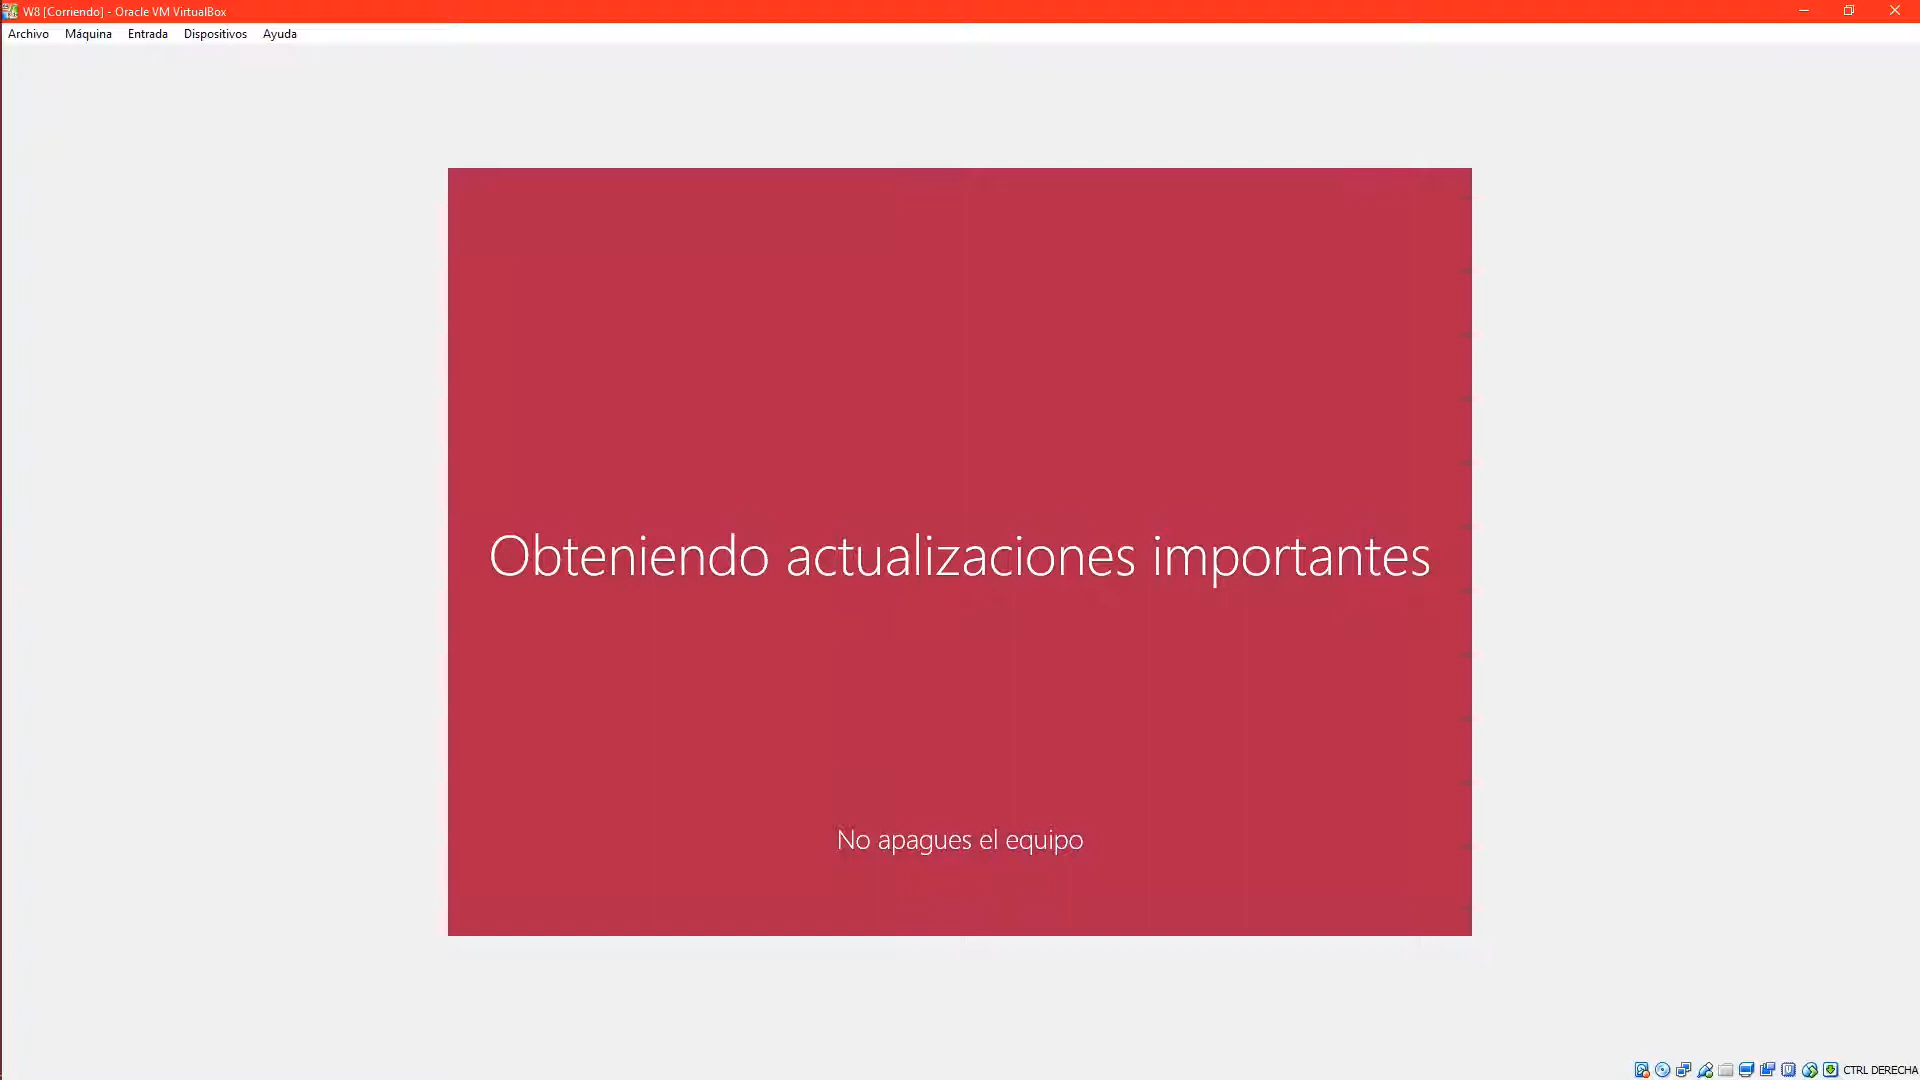 W8 [Corriendo] - Oracle VM VirtualBox
Archivo Máquina Entrada Dispositivos Ayuda
Obteniendo actualizaciones importantes
No apagues el equipo
CTRL DERECHA